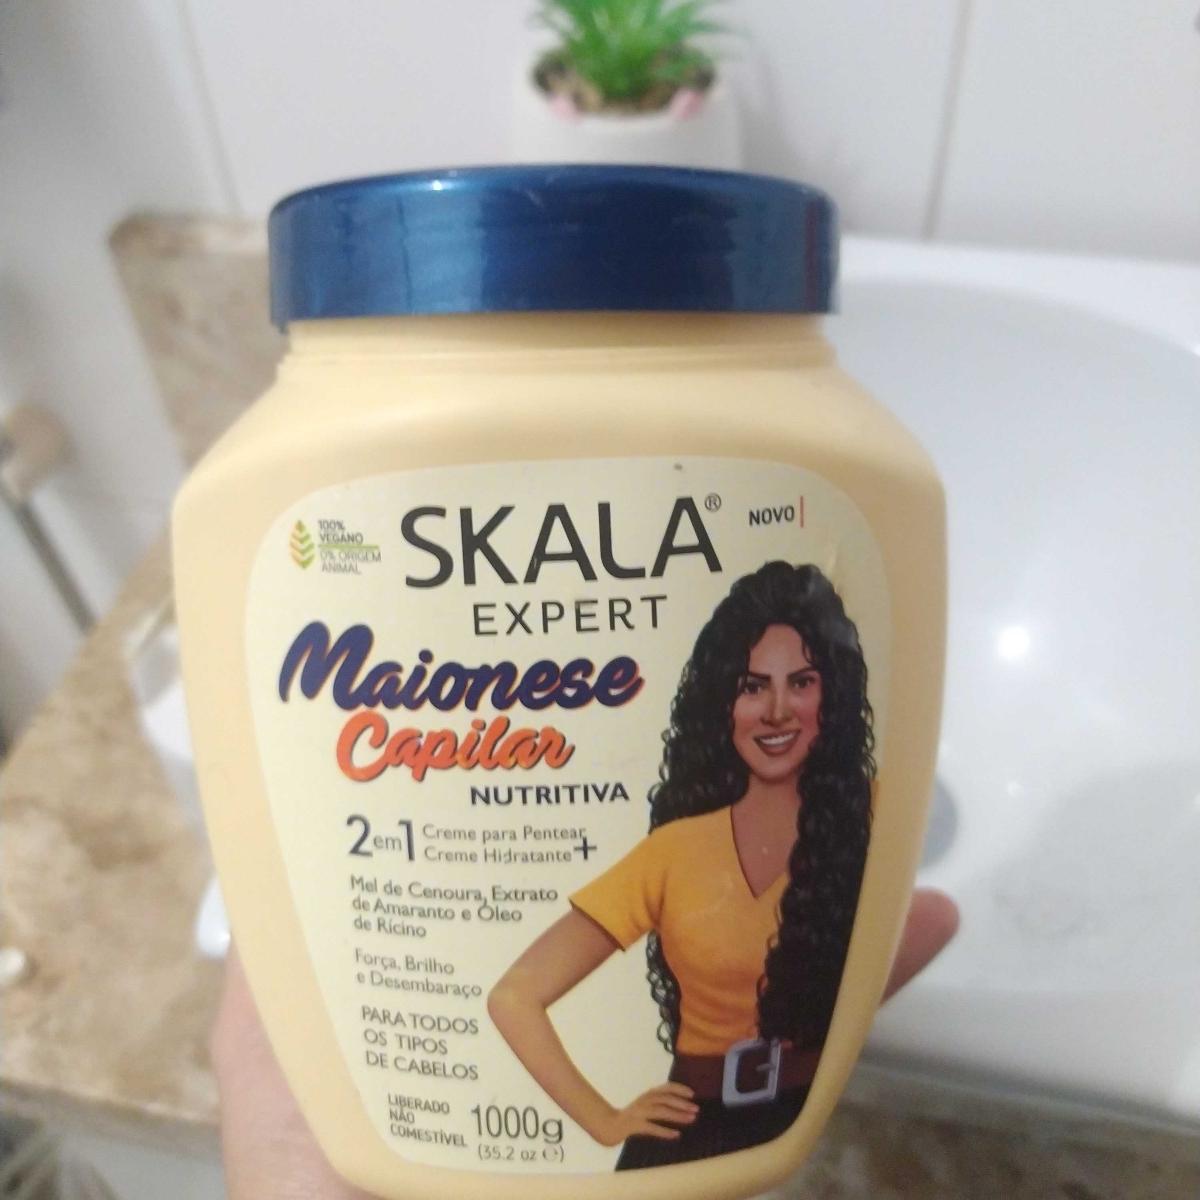 100%
VEGANO
0% ORIGEM
ANIMAL
SKALA®
NOVO
EXPERT
Maionese
Capilar
NUTRITIVA
2em1 Creme para Pentear
Creme Hidratante +
Mel de Cenoura, Extrato
de Amaranto e Óleo
de Rícino
Força, Brilho
e Desembaraço
PARA TODOS
OS TIPOS
DE CABELOS
LIBERADO
NÃO
COMESTÍVEL
1000g
(35.2 oz ℮)